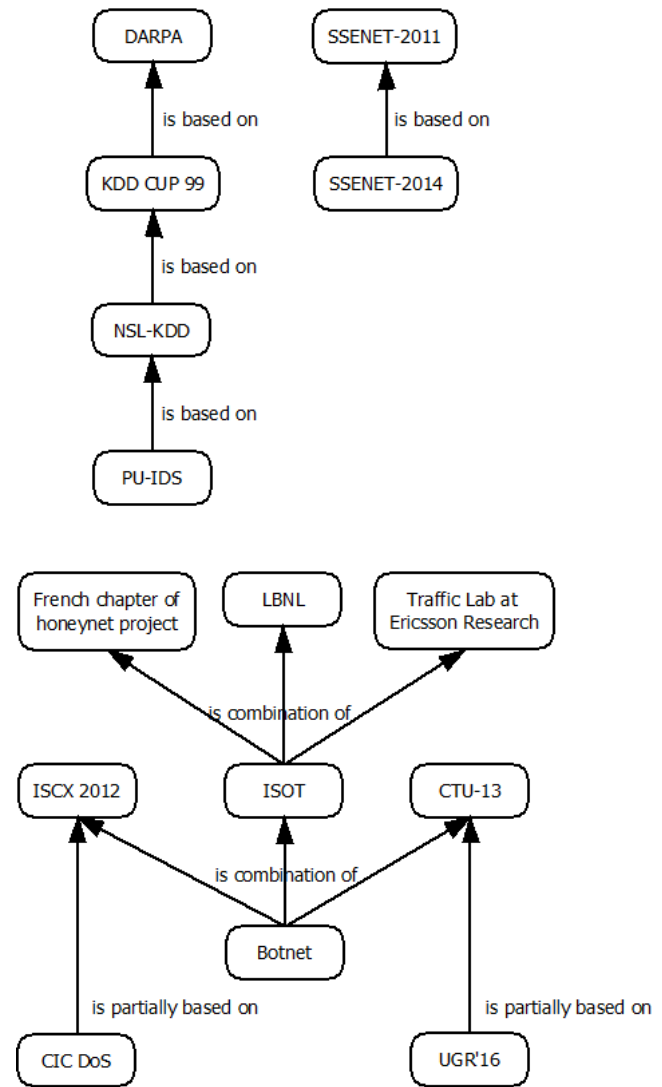 DARPA
SSENET-2011
is based on
is based on
KDD CUP 99
SSENET-2014
is based on
NSL-KDD
is based on
PU-IDS
French chapter of
honeynet project
LBNL
Traffic Lab at
Ericsson Research
is combination of
ISCX 2012
ISOT
CTU-13
is combination of
Botnet
is partially based on
is partially based on
CIC DoS
UGR'16